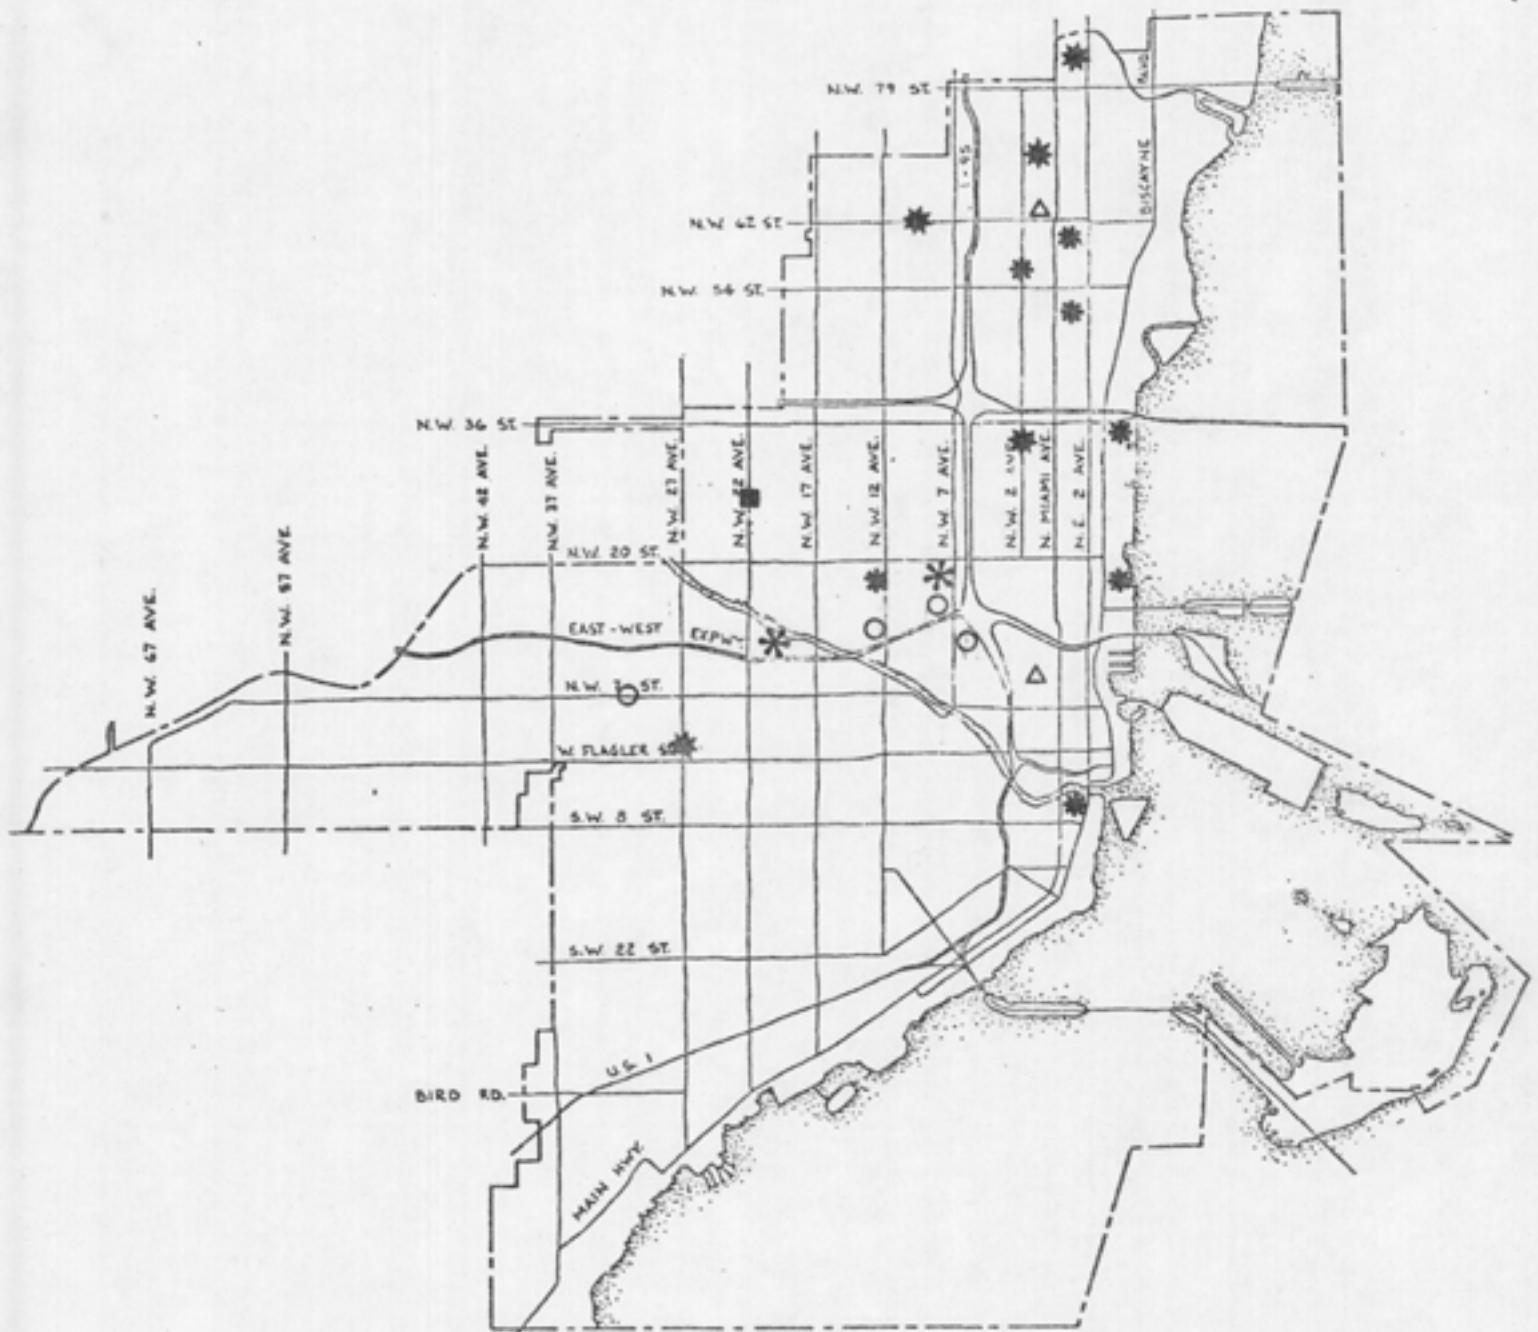 N.W. 79 ST.
BLVD.
I-95
BISCAYNE
N.W. 62 ST.
N.W. 54 ST.
N.W. 36 ST.
N.W. 42 AVE.
N.W. 37 AVE.
N.W. 27 AVE.
N.W. 22 AVE.
N.W. 17 AVE.
N.W. 12 AVE.
N.W. 7 AVE.
N.W. 2 AVE.
N. MIAMI AVE.
N.E. 2 AVE.
N.W. 20 ST.
N.W. 67 AVE.
N.W. 57 AVE.
EAST-WEST EXPWY
N.W. 7 ST.
W. FLAGLER ST.
S.W. 8 ST.
S.W. 22 ST.
U.S. 1
BIRD RD.
MAIN HWY.